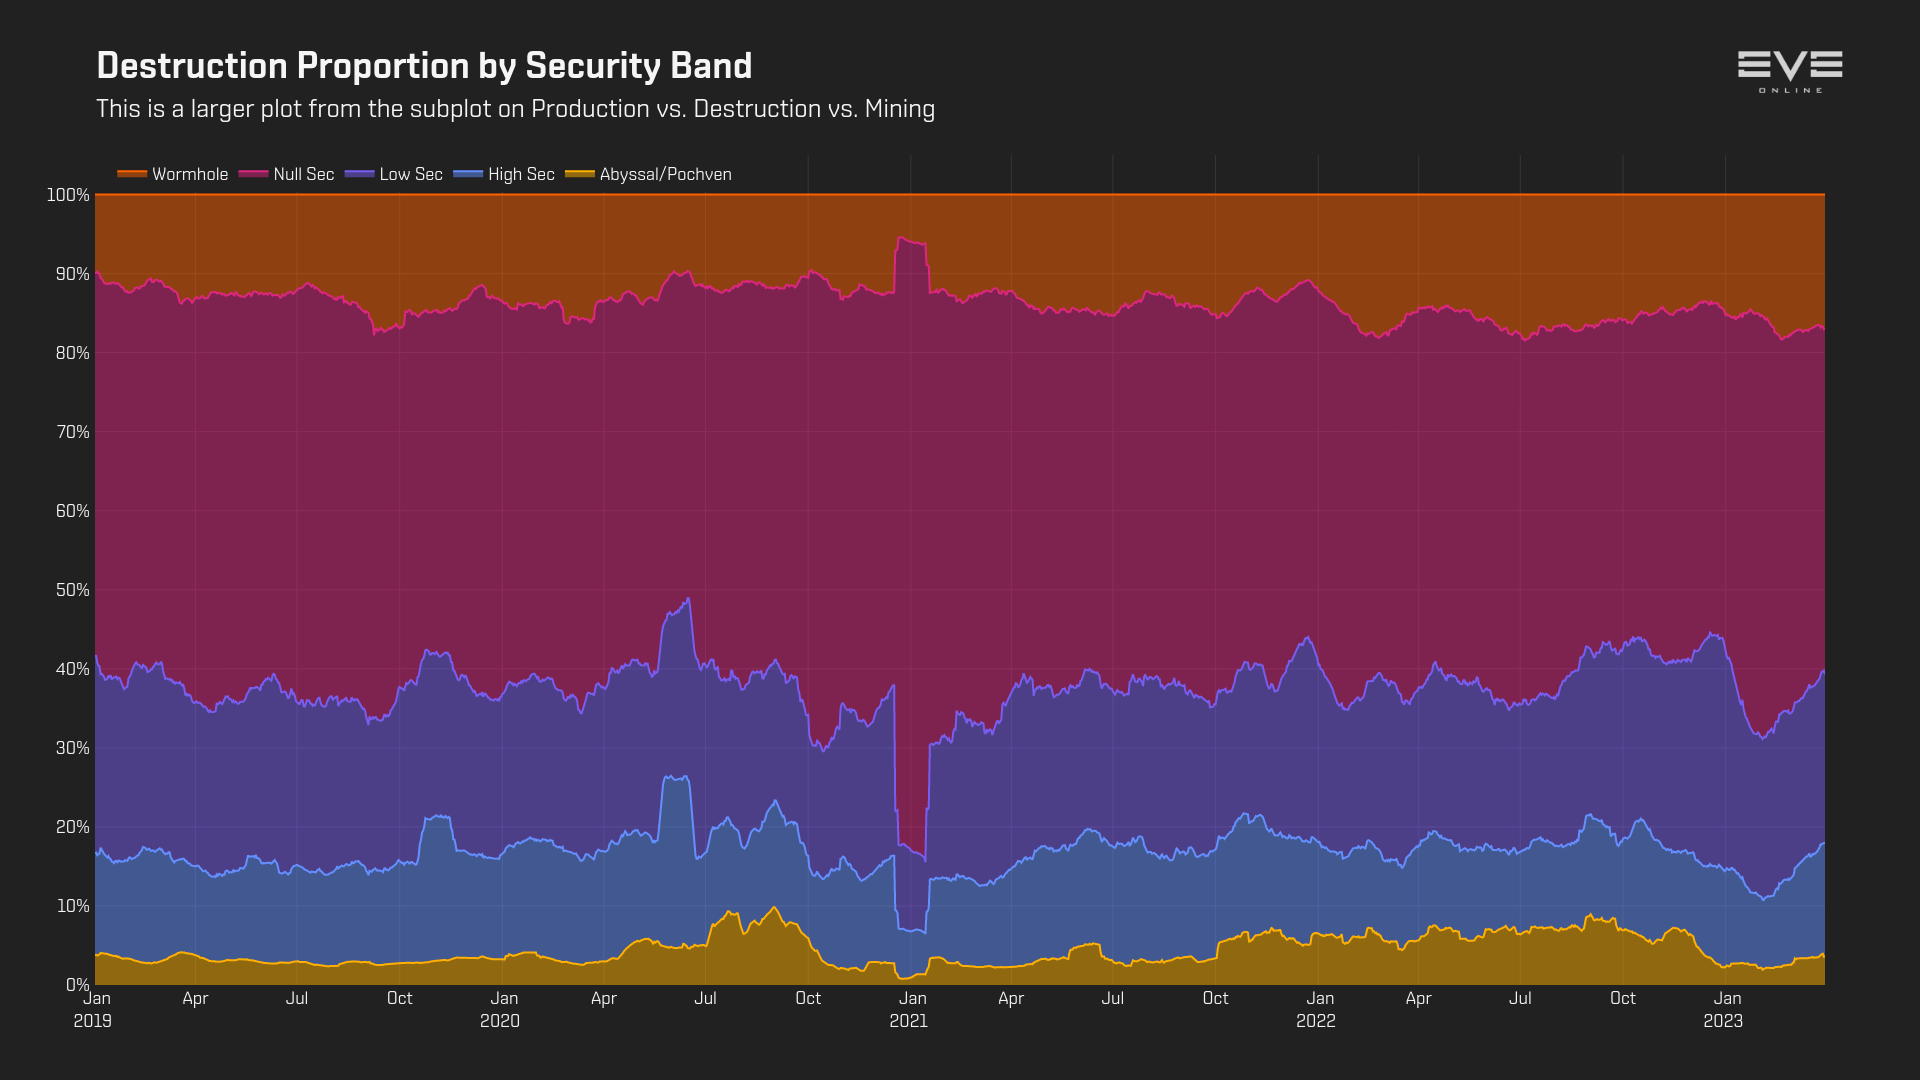 Destruction Proportion by Security Band
This is a larger plot from the subplot on Production vs. Destruction vs. Mining
EVE
ONLINE
Wormhole Null Sec Low Sec High Sec Abyssal/Pochven
100%
90%
80%
70%
60%
50%
40%
30%
20%
10%
0%
Jan Apr Jul Oct Jan Apr Jul Oct Jan Apr Jul Oct Jan Apr Jul Oct Jan
2019 2020 2021 2022 2023